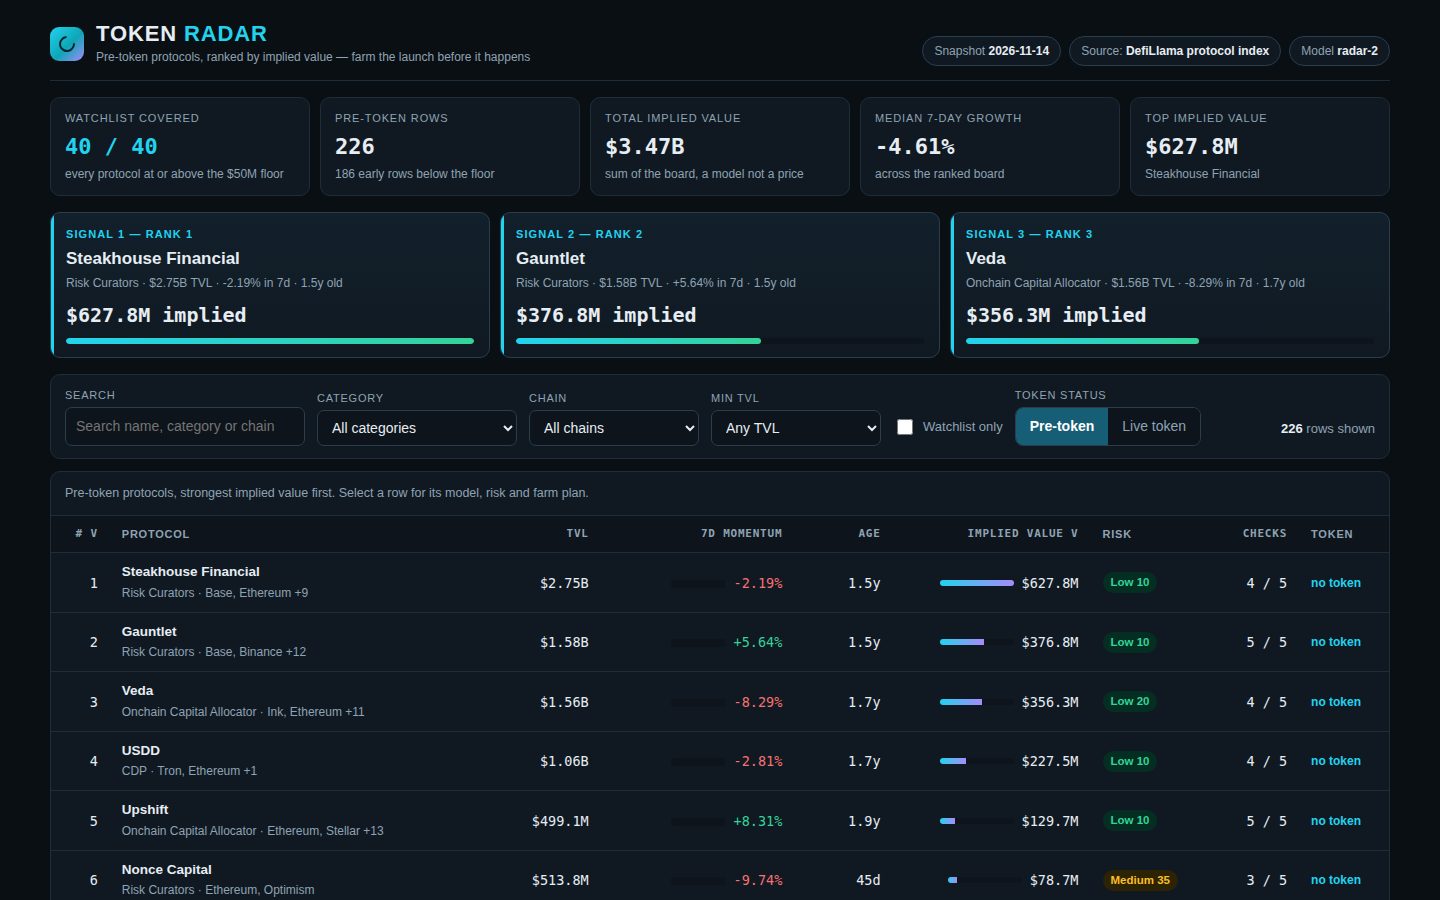 TOKEN RADAR
Pre-token protocols, ranked by implied value — farm the launch before it happens
Snapshot 2026-11-14
Source: DefiLlama protocol index
Model radar-2
WATCHLIST COVERED
40 / 40
every protocol at or above the $50M floor
PRE-TOKEN ROWS
226
186 early rows below the floor
TOTAL IMPLIED VALUE
$3.47B
sum of the board, a model not a price
MEDIAN 7-DAY GROWTH
-4.61%
across the ranked board
TOP IMPLIED VALUE
$627.8M
Steakhouse Financial
SIGNAL 1 — RANK 1
Steakhouse Financial
Risk Curators · $2.75B TVL · -2.19% in 7d · 1.5y old
$627.8M implied
SIGNAL 2 — RANK 2
Gauntlet
Risk Curators · $1.58B TVL · +5.64% in 7d · 1.5y old
$376.8M implied
SIGNAL 3 — RANK 3
Veda
Onchain Capital Allocator · $1.56B TVL · -8.29% in 7d · 1.7y old
$356.3M implied
SEARCH
Search name, category or chain
CATEGORY
All categories
CHAIN
All chains
MIN TVL
Any TVL
Watchlist only
TOKEN STATUS
Pre-token Live token
226 rows shown
Pre-token protocols, strongest implied value first. Select a row for its model, risk and farm plan.
# V PROTOCOL TVL 7D MOMENTUM AGE IMPLIED VALUE V RISK CHECKS TOKEN
1 Steakhouse Financial $2.75B -2.19% 1.5y $627.8M Low 10 4 / 5 no token
Risk Curators · Base, Ethereum +9
2 Gauntlet $1.58B +5.64% 1.5y $376.8M Low 10 5 / 5 no token
Risk Curators · Base, Binance +12
3 Veda $1.56B -8.29% 1.7y $356.3M Low 20 4 / 5 no token
Onchain Capital Allocator · Ink, Ethereum +11
4 USDD $1.06B -2.81% 1.7y $227.5M Low 10 4 / 5 no token
CDP · Tron, Ethereum +1
5 Upshift $499.1M +8.31% 1.9y $129.7M Low 10 5 / 5 no token
Onchain Capital Allocator · Ethereum, Stellar +13
6 Nonce Capital $513.8M -9.74% 45d $78.7M Medium 35 3 / 5 no token
Risk Curators · Ethereum, Optimism